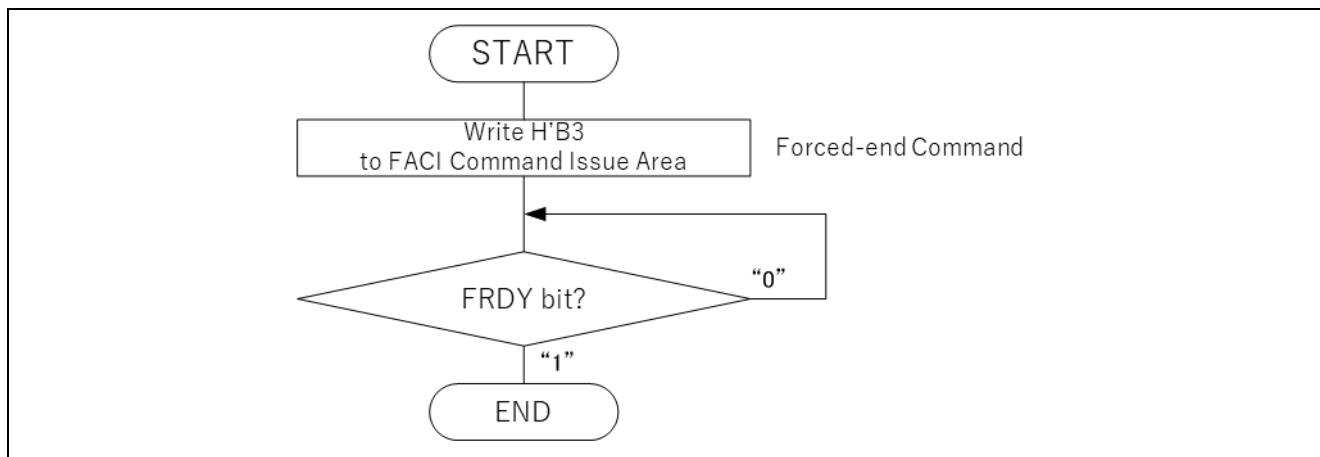 START
Write H’B3
to FACI Command Issue Area
Forced-end Command
“0”
FRDY bit?
“1”
END